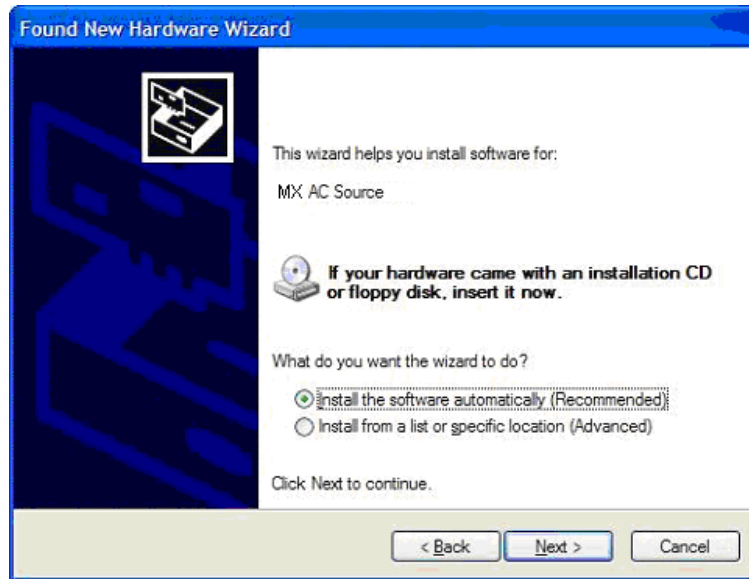 Found New Hardware Wizard
This wizard helps you install software for:
MX AC Source
If your hardware came with an installation CD
or floppy disk, insert it now.
What do you want the wizard to do?
Install the software automatically (Recommended)
Install from a list or specific location (Advanced)
Click Next to continue.
< Back Next > Cancel